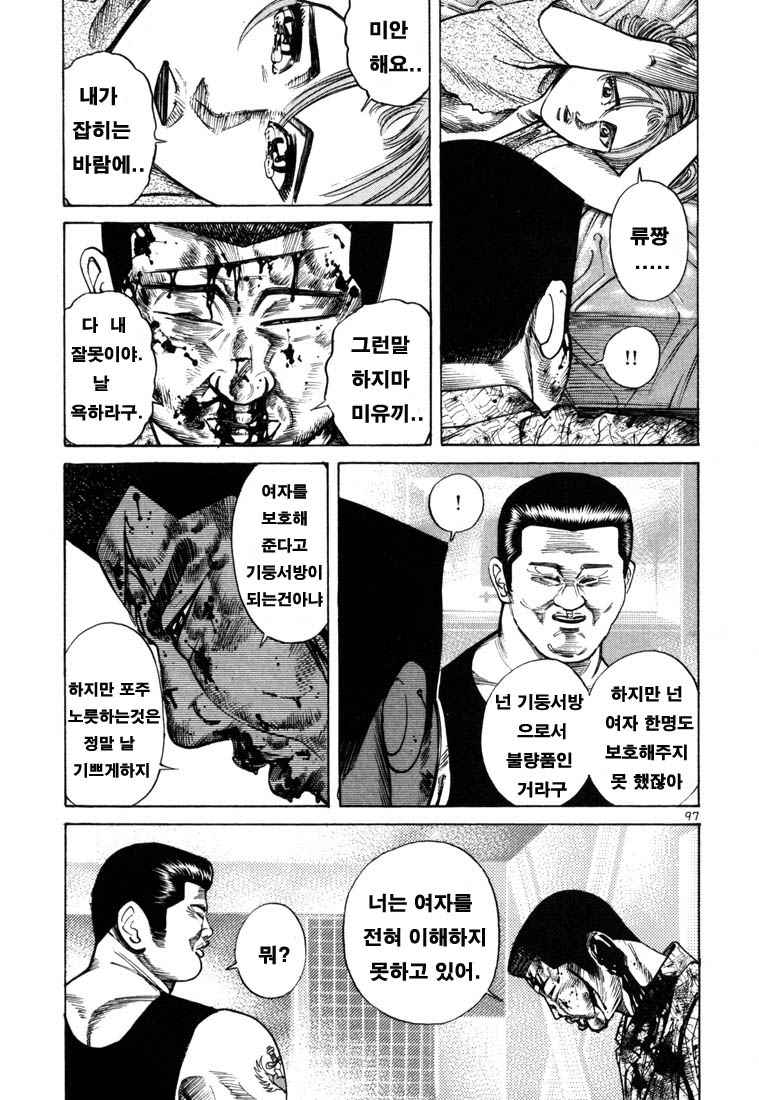 류짱
.....
!!
미안
해요..
내가
잡히는
바람에..
그런말
하지마
미유끼..
다 내
잘못이야.
날
욕하라구.
!
하지만 넌
여자 한명도
보호해주지
못 했잖아
넌 기둥서방
으로서
불량품인
거라구
여자를
보호해
준다고
기둥서방이
되는건아냐
하지만 포주
노릇하는것은
정말 날
기쁘게하지
97
너는 여자를
전혀 이해하지
못하고 있어.
뭐?